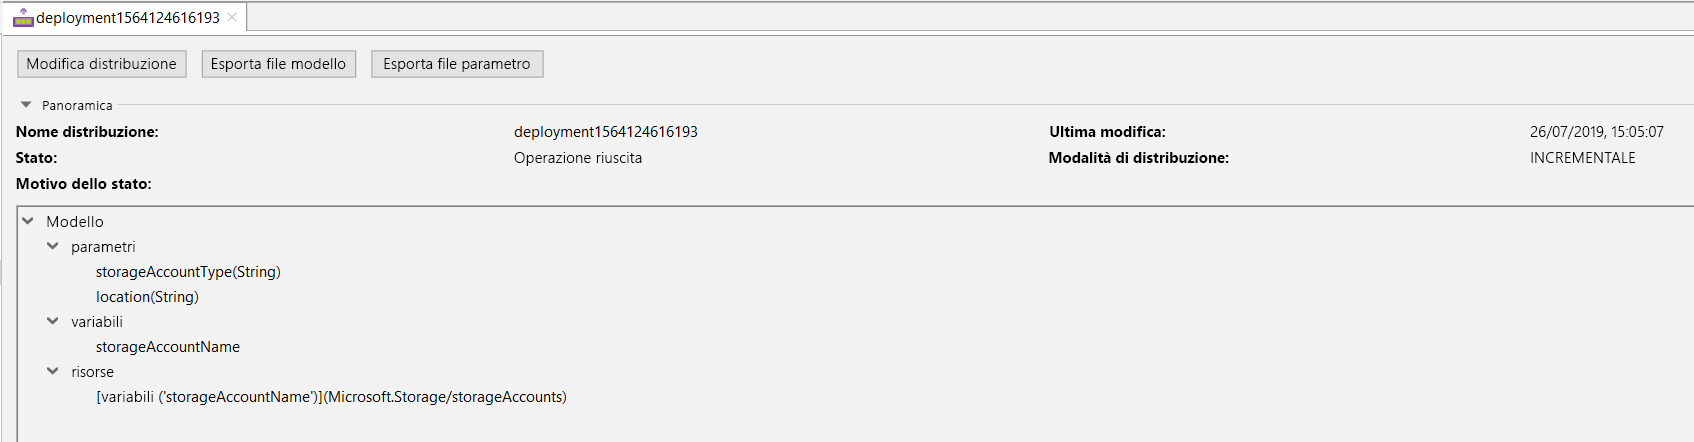 deployment1564124616193
Modifica distribuzione Esporta file modello Esporta file parametro
Panoramica
Nome distribuzione: deployment1564124616193 Ultima modifica: 26/07/2019, 15:05:07
Stato: Operazione riuscita Modalità di distribuzione: INCREMENTALE
Motivo dello stato:
Modello
parametri
storageAccountType(String)
location(String)
variabili
storageAccountName
risorse
[variabili ('storageAccountName')](Microsoft.Storage/storageAccounts)